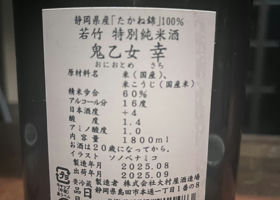 静岡県産「たかね錦」100%
若竹 特別純米酒
鬼乙女 幸
おにおとめ さち
原材料名 米(国産)、
米こうじ(国産米)
精米歩合 60%
アルコール分 16度
日本酒度 +4
酸度 1.4
アミノ酸度 1.0
内容量 1800ml
お酒は20歳になってから。
イラスト ソノベナミコ
製造年月 2025.08
出荷年月 2025.09
製造者 株式会社大村屋酒造場
静岡県島田市本通一丁目1番の8